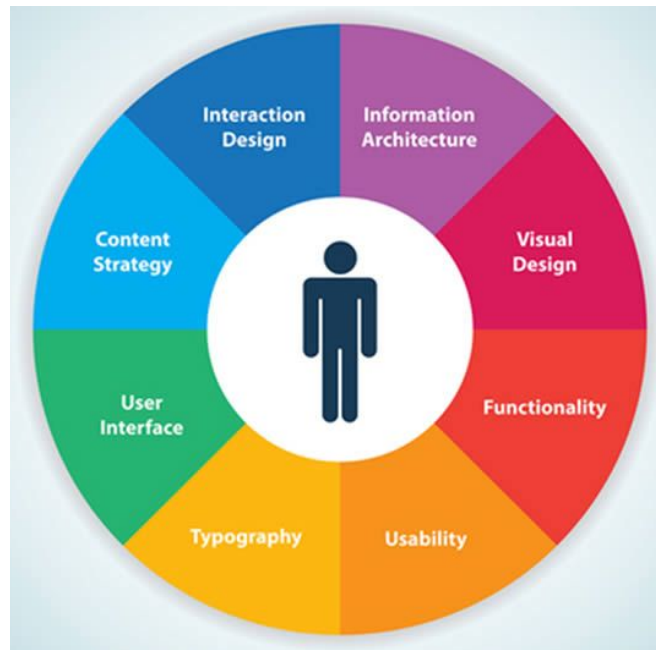 Interaction
Design
Information
Architecture
Visual
Design
Functionality
Usability
Typography
User
Interface
Content
Strategy